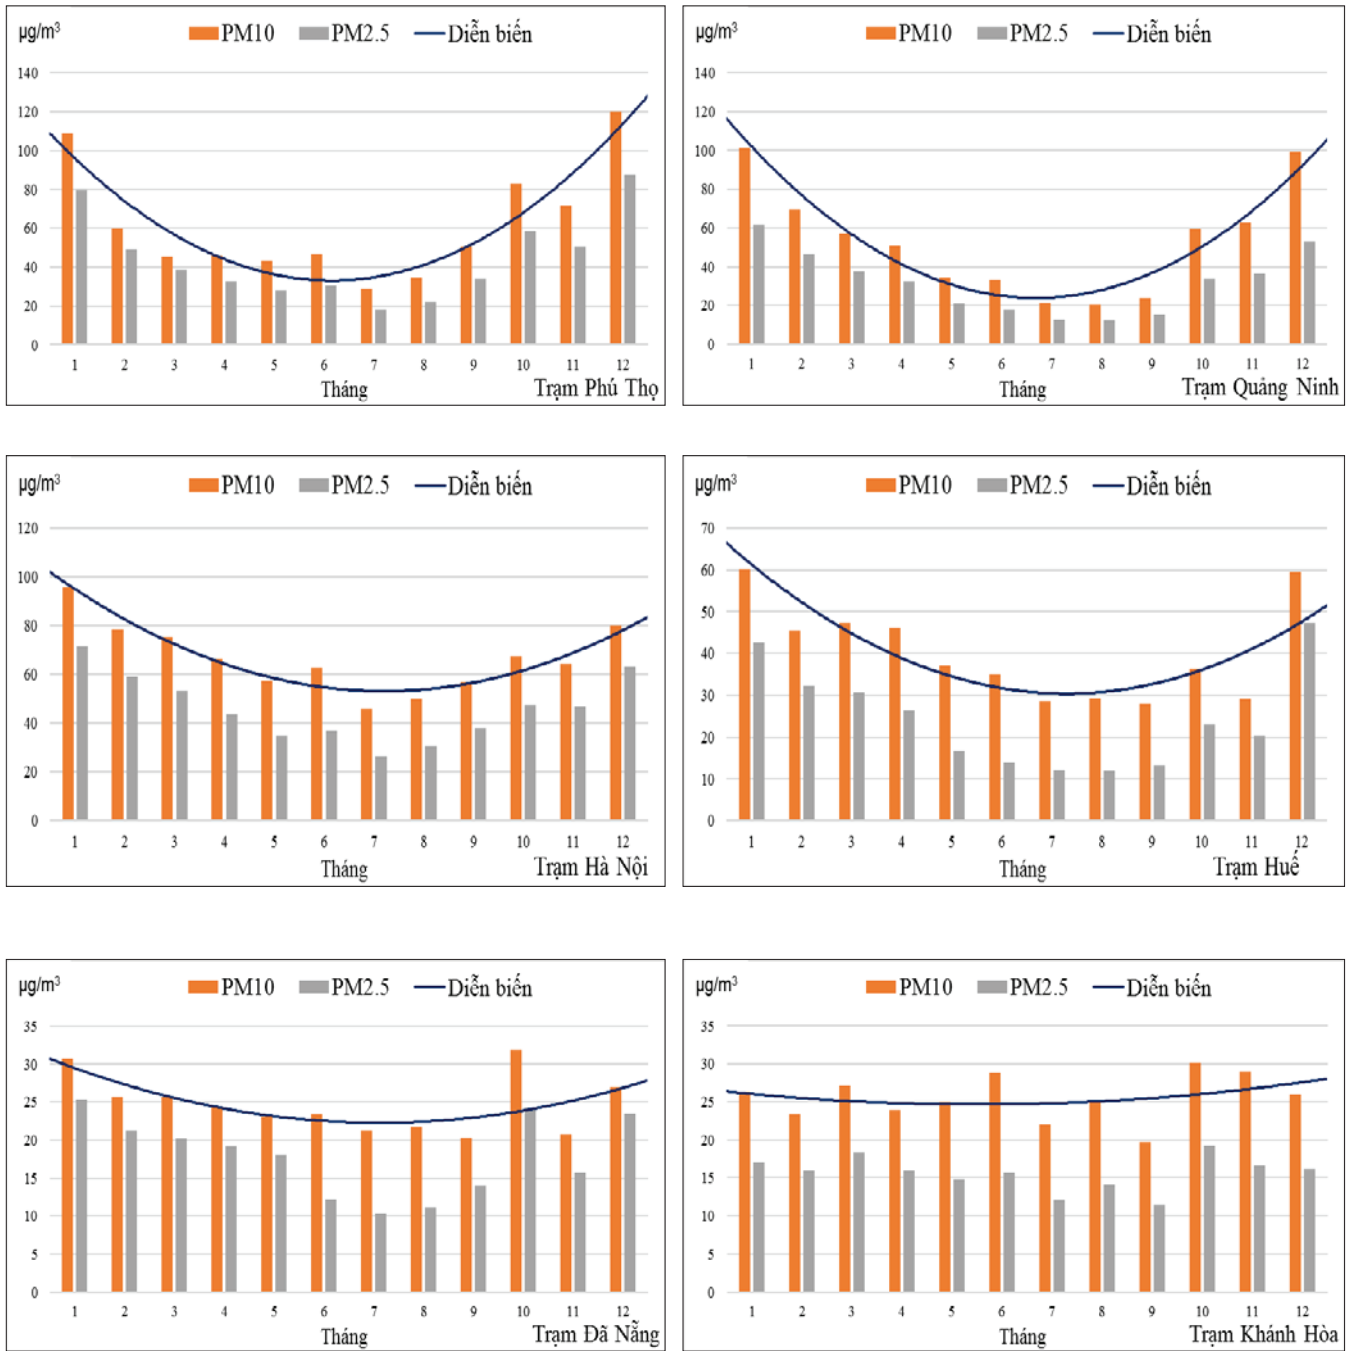 µg/m³ PM10 PM2.5 Diễn biến
140
120
100
80
60
40
20
0
1 2 3 4 5 6 7 8 9 10 11 12
Tháng Trạm Phú Thọ
µg/m³ PM10 PM2.5 Diễn biến
140
120
100
80
60
40
20
0
1 2 3 4 5 6 7 8 9 10 11 12
Tháng Trạm Quảng Ninh
µg/m³ PM10 PM2.5 Diễn biến
120
100
80
60
40
20
0
1 2 3 4 5 6 7 8 9 10 11 12
Tháng Trạm Hà Nội
µg/m³ PM10 PM2.5 Diễn biến
70
60
50
40
30
20
10
0
1 2 3 4 5 6 7 8 9 10 11 12
Tháng Trạm Huế
µg/m³ PM10 PM2.5 Diễn biến
35
30
25
20
15
10
5
0
1 2 3 4 5 6 7 8 9 10 11 12
Tháng Trạm Đã Nẵng
µg/m³ PM10 PM2.5 Diễn biến
35
30
25
20
15
10
5
0
1 2 3 4 5 6 7 8 9 10 11 12
Tháng Trạm Khánh Hòa